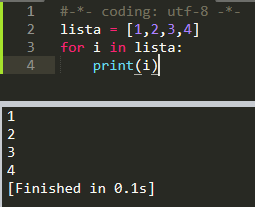 1 #-*- coding: utf-8 -*-
2 lista = [1,2,3,4]
3 for i in lista:
4     print(i)
1
2
3
4
[Finished in 0.1s]